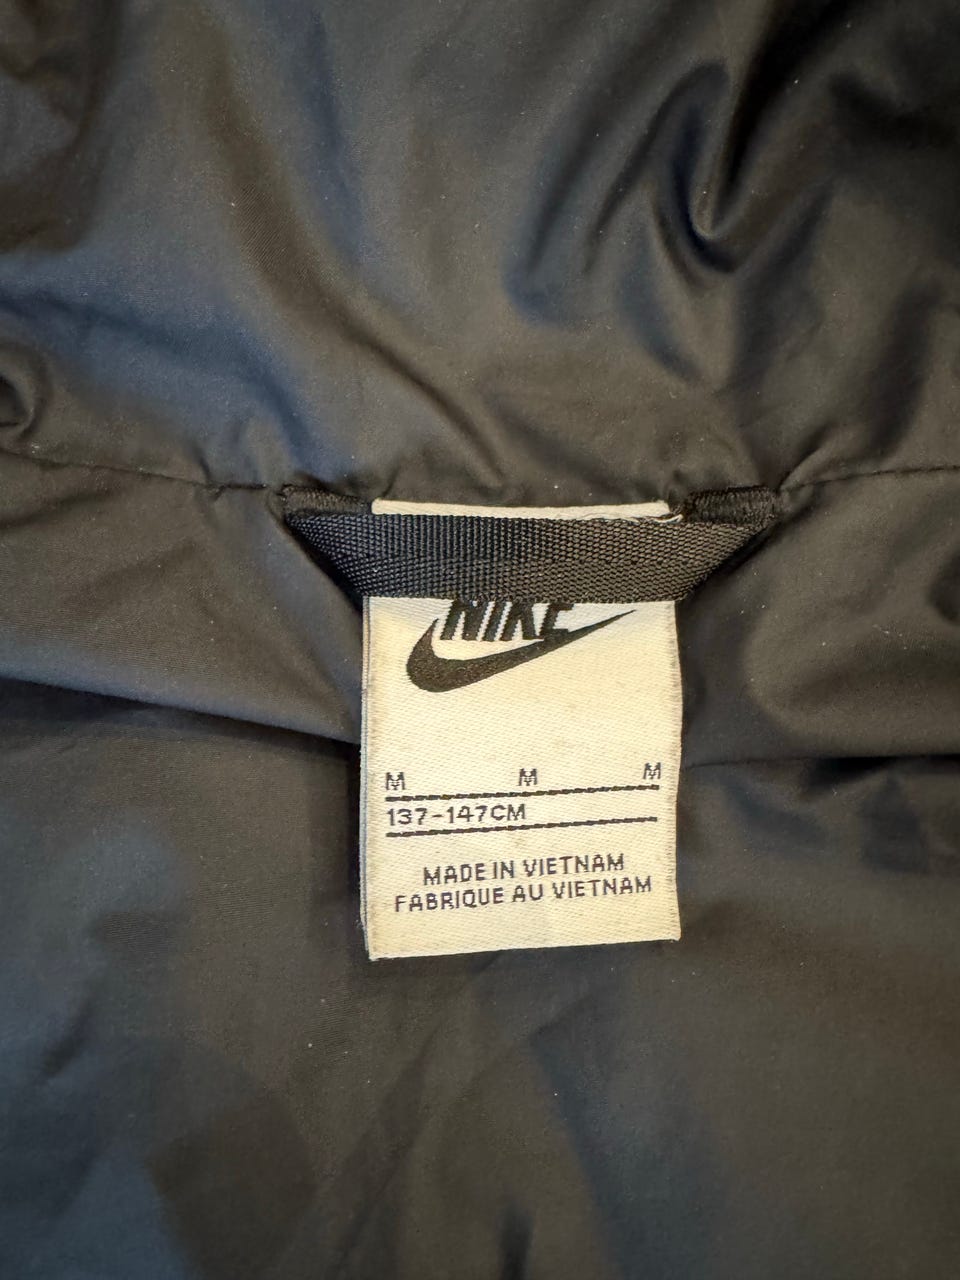 NIKE
M M M
137-147CM
MADE IN VIETNAM
FABRIQUE AU VIETNAM